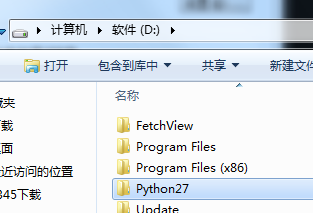 计算机 ▸ 软件 (D:) ▸
打开 包含到库中 共享 新建文件
名称
FetchView
Program Files
Program Files (x86)
Python27
Update
夹
下载
桌面
近访问的位置
345下载